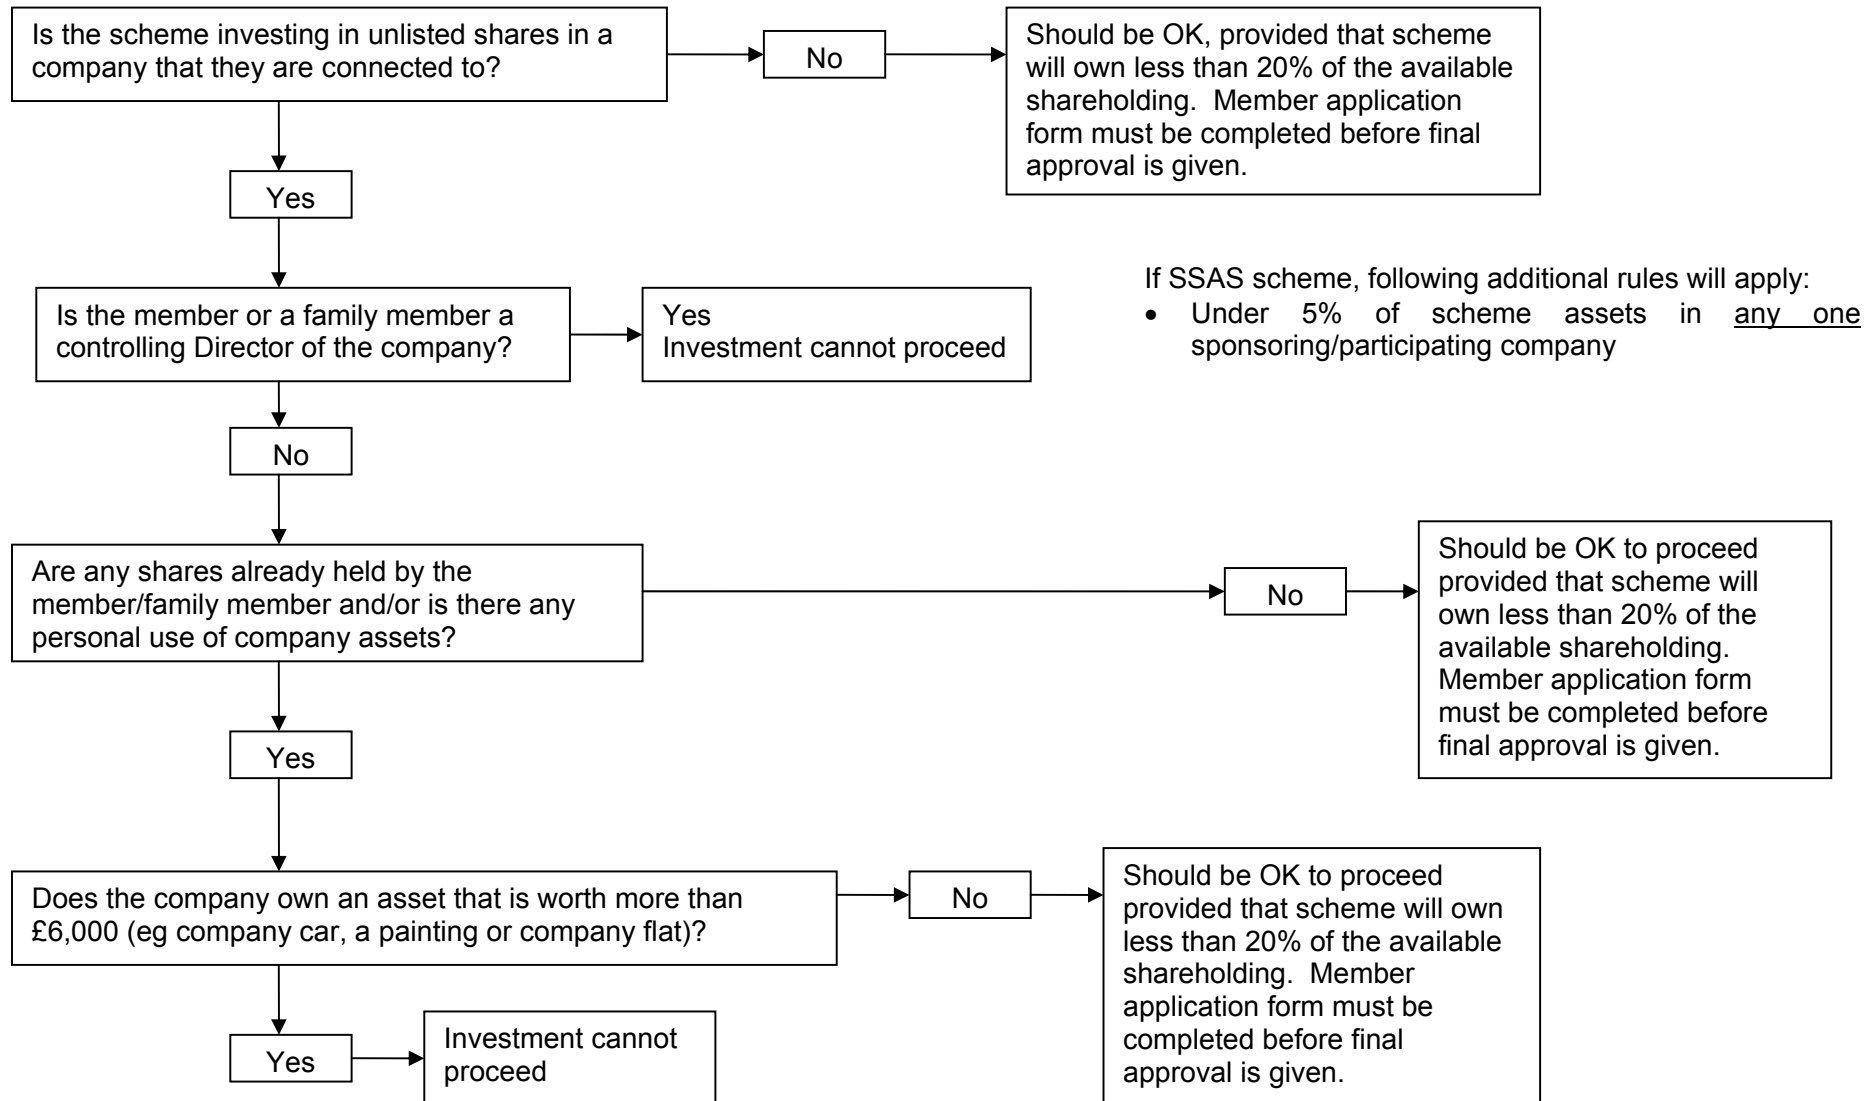 Is the scheme investing in unlisted shares in a
company that they are connected to?
No
Should be OK, provided that scheme
will own less than 20% of the available
shareholding. Member application
form must be completed before final
approval is given.
Yes
If SSAS scheme, following additional rules will apply:
• Under 5% of scheme assets in any one
sponsoring/participating company
Is the member or a family member a
controlling Director of the company?
Yes
Investment cannot proceed
No
Are any shares already held by the
member/family member and/or is there any
personal use of company assets?
No
Should be OK to proceed
provided that scheme will
own less than 20% of the
available shareholding.
Member application form
must be completed before
final approval is given.
Yes
Does the company own an asset that is worth more than
£6,000 (eg company car, a painting or company flat)?
No
Should be OK to proceed
provided that scheme will own
less than 20% of the available
shareholding. Member
application form must be
completed before final
approval is given.
Yes
Investment cannot
proceed